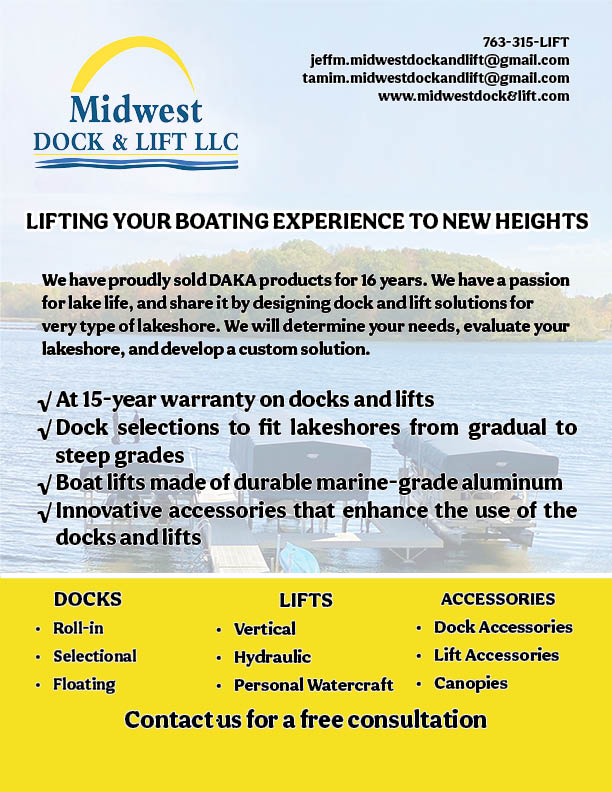 Midwest
DOCK & LIFT LLC
763-315-LIFT
jeffm.midwestdockandlift@gmail.com
tamim.midwestdockandlift@gmail.com
www.midwestdock&lift.com
LIFTING YOUR BOATING EXPERIENCE TO NEW HEIGHTS
We have proudly sold DAKA products for 16 years. We have a passion
for lake life, and share it by designing dock and lift solutions for
very type of lakeshore. We will determine your needs, evaluate your
lakeshore, and develop a custom solution.
√ At 15-year warranty on docks and lifts
√ Dock selections to fit lakeshores from gradual to
steep grades
√ Boat lifts made of durable marine-grade aluminum
√ Innovative accessories that enhance the use of the
docks and lifts
DOCKS
• Roll-in
• Selectional
• Floating
LIFTS
• Vertical
• Hydraulic
• Personal Watercraft
ACCESSORIES
• Dock Accessories
• Lift Accessories
• Canopies
Contact us for a free consultation